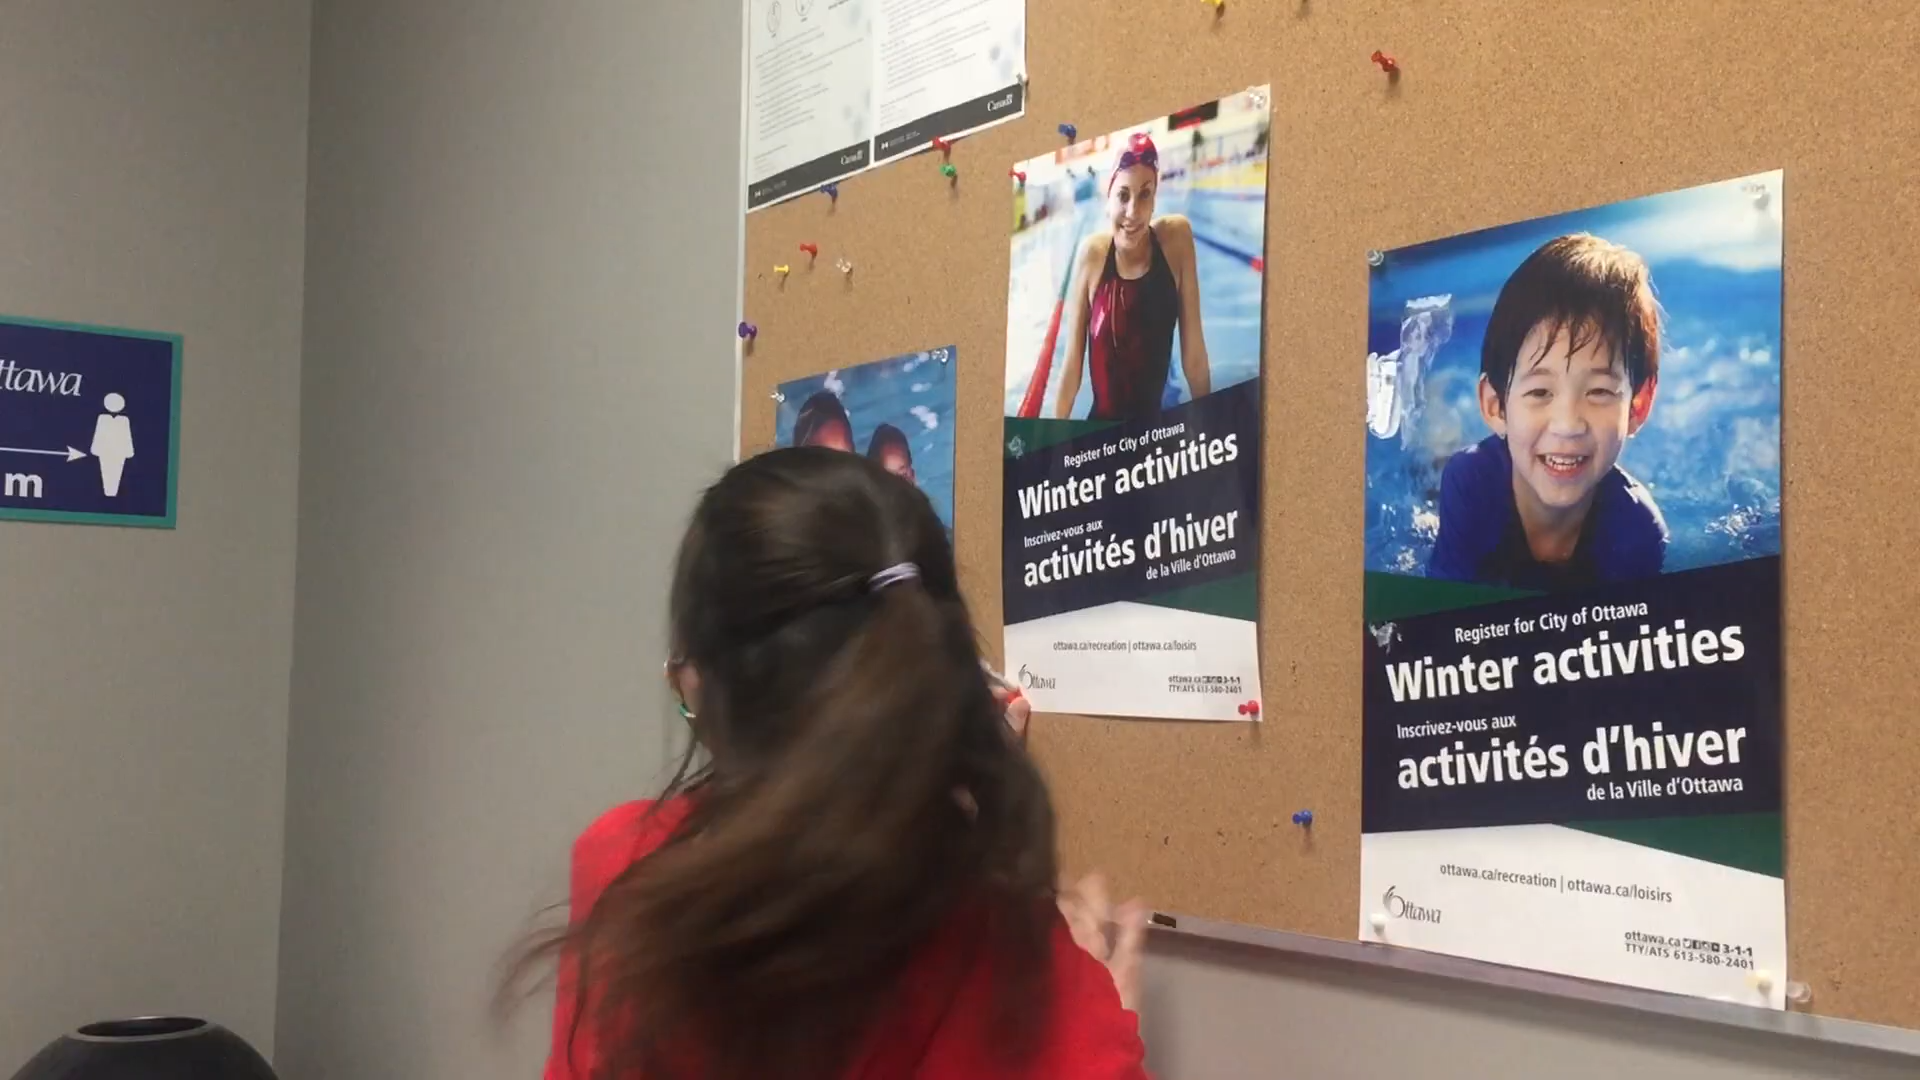 Canada
Canada
ttawa
m
Register for City of Ottawa
Winter activities
Inscrivez-vous aux
activités d'hiver
de la Ville d'Ottawa
ottawa.ca/recreation | ottawa.ca/loisirs
Ottawa
ottawa.ca 3-1-1
TTY/ATS 613-580-2401
Register for City of Ottawa
Winter activities
Inscrivez-vous aux
activités d'hiver
de la Ville d'Ottawa
ottawa.ca/recreation | ottawa.ca/loisirs
Ottawa
ottawa.ca 3-1-1
TTY/ATS 613-580-2401